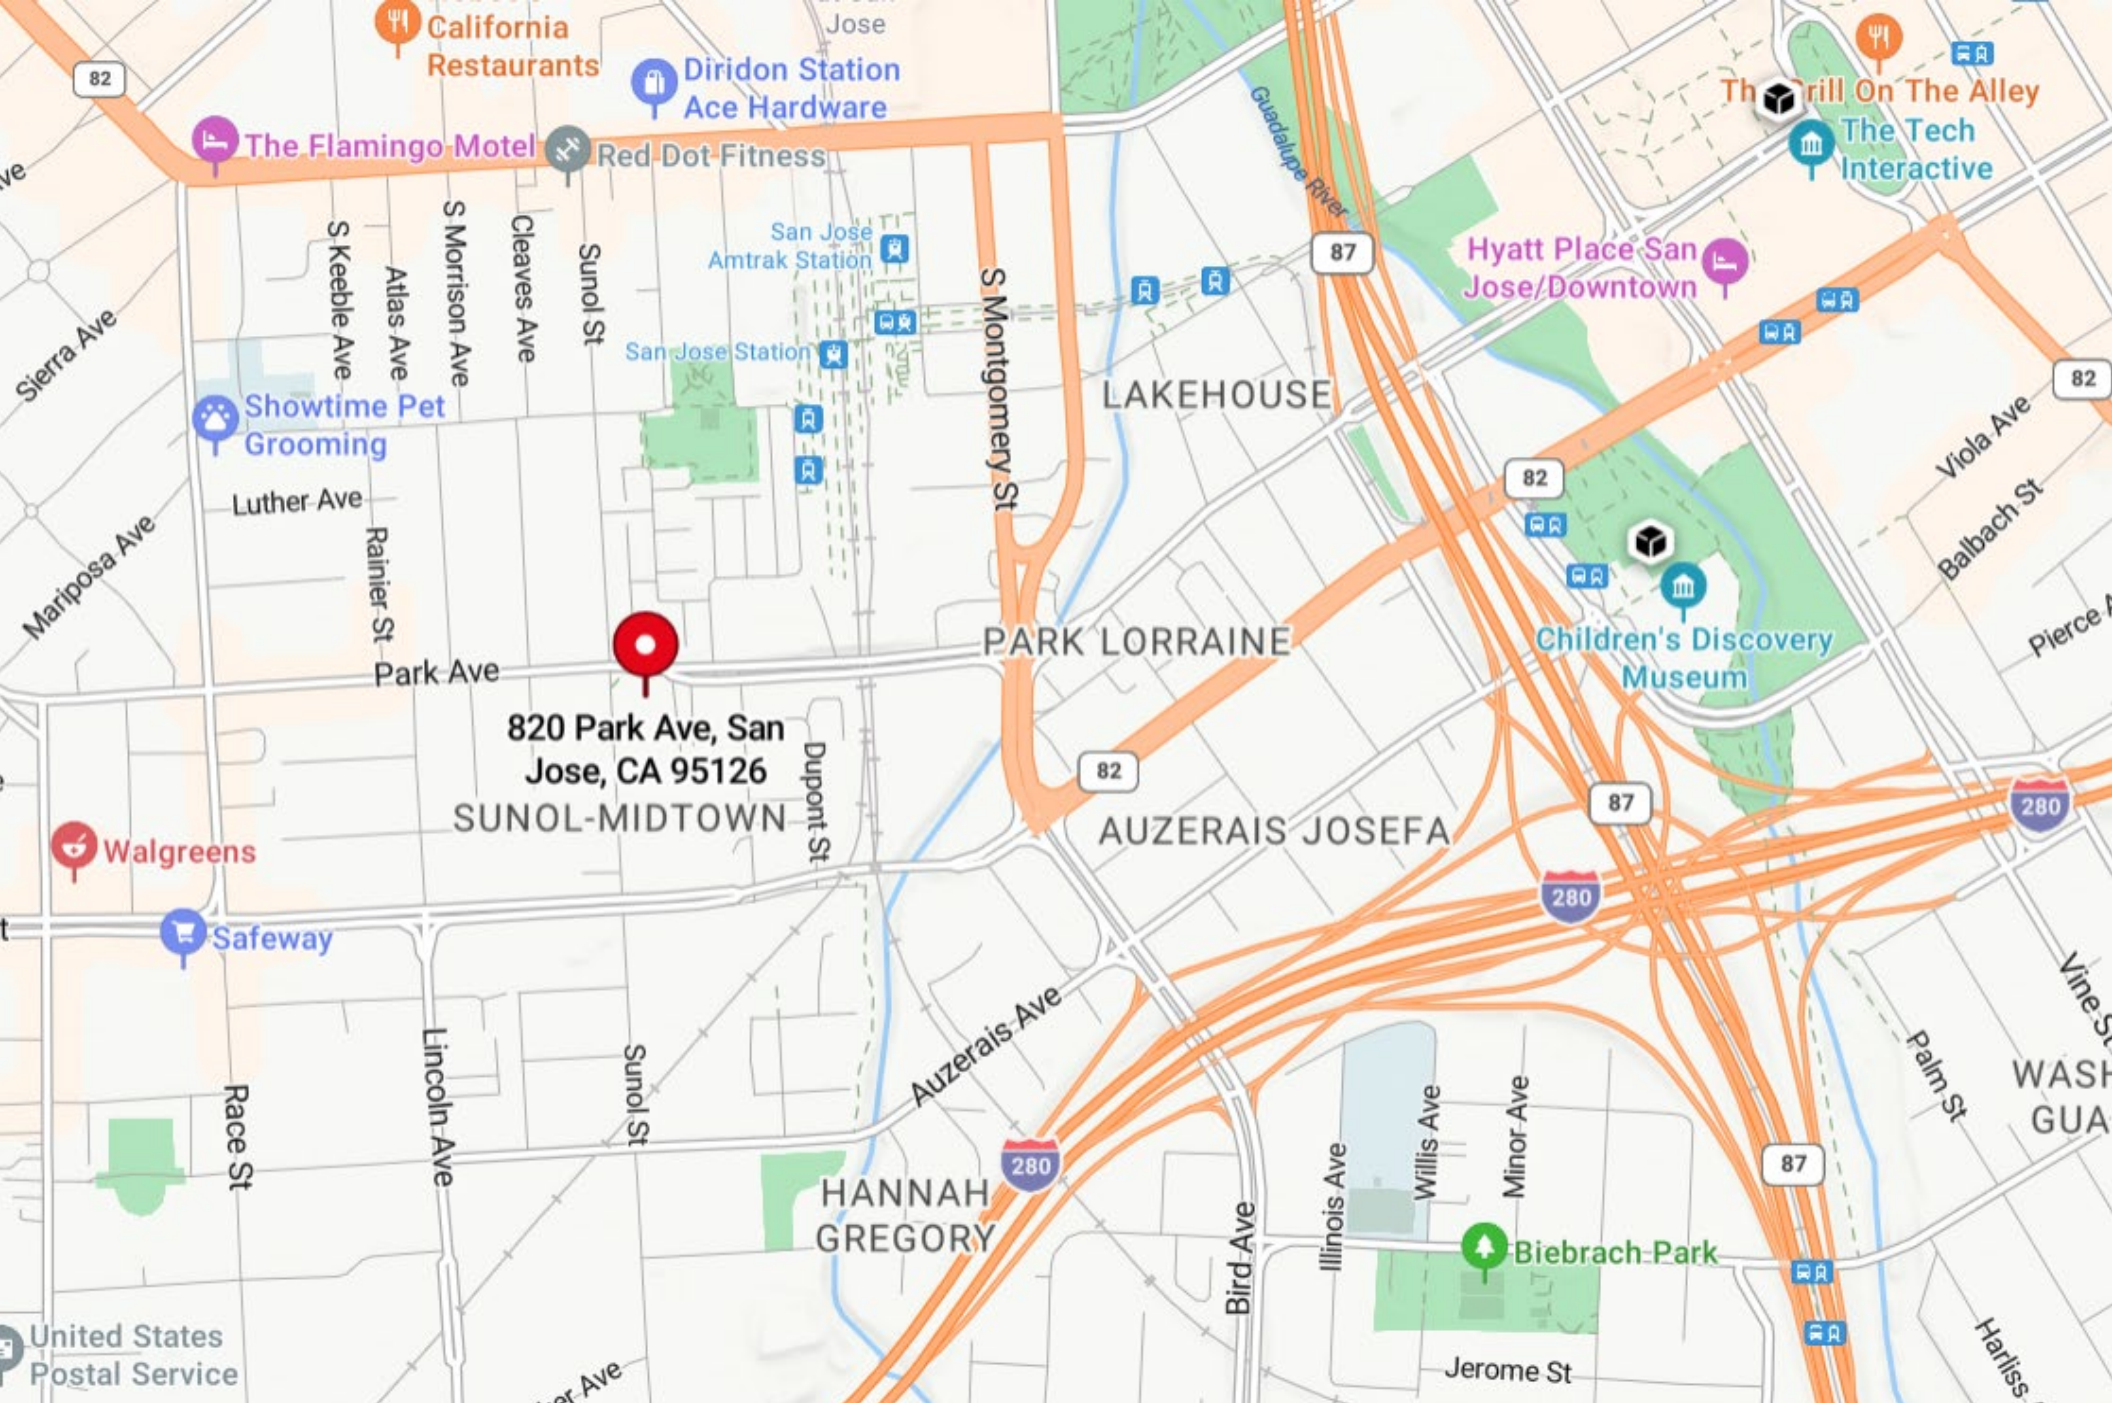 California
Restaurants
Jose
82
Diridon Station
Ace Hardware
The Flamingo Motel
Red Dot Fitness
Guadalupe River
The Grill On The Alley
The Tech
Interactive
87
Hyatt Place San
Jose/Downtown
San Jose
Amtrak Station
San Jose Station
S Keeble Ave
Atlas Ave
S Morrison Ave
Cleaves Ave
Sunol St
S Montgomery St
Sierra Ave
LAKEHOUSE
82
Showtime Pet
Grooming
Luther Ave
Rainier St
Mariposa Ave
82
Viola Ave
Balbach St
Pierce
Park Ave
PARK LORRAINE
Children's Discovery
Museum
820 Park Ave, San
Jose, CA 95126
SUNOL-MIDTOWN
Dupont St
82
AUZERAIS JOSEFA
87
280
280
Walgreens
Safeway
Race St
Lincoln Ave
Sunol St
Auzerais Ave
280
HANNAH
GREGORY
Bird Ave
Illinois Ave
Willis Ave
Minor Ave
87
Palm St
Vine St
WASH
GUA
Biebrach Park
Jerome St
Harliss
United States
Postal Service
er Ave